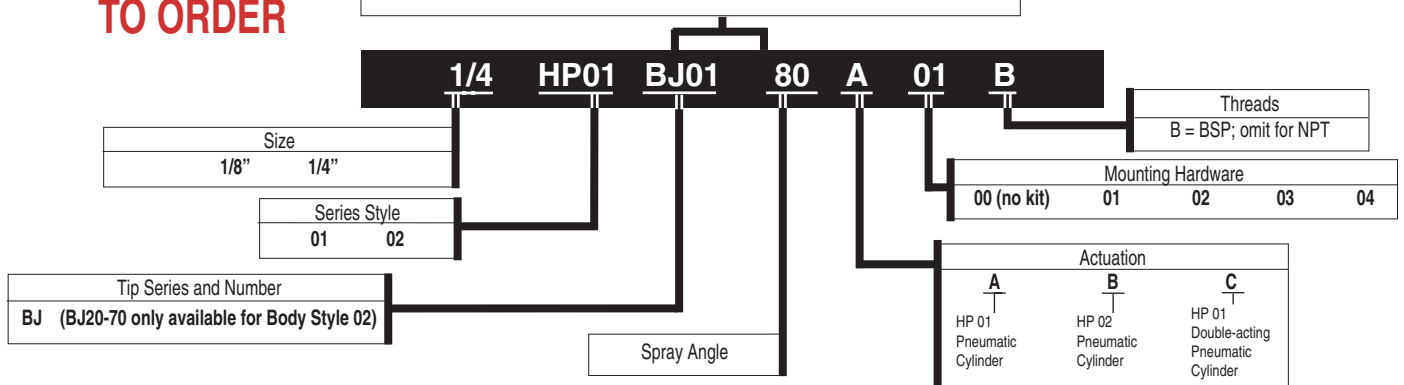 TO ORDER
1/4 HP01 BJ01 80 A 01 B
Threads
B = BSP; omit for NPT
Size
1/8” 1/4”
Mounting Hardware
00 (no kit) 01 02 03 04
Series Style
01 02
Actuation
A B C
HP 01
Pneumatic
Cylinder
HP 02
Pneumatic
Cylinder
HP 01
Double-acting
Pneumatic
Cylinder
Tip Series and Number
BJ (BJ20-70 only available for Body Style 02)
Spray Angle